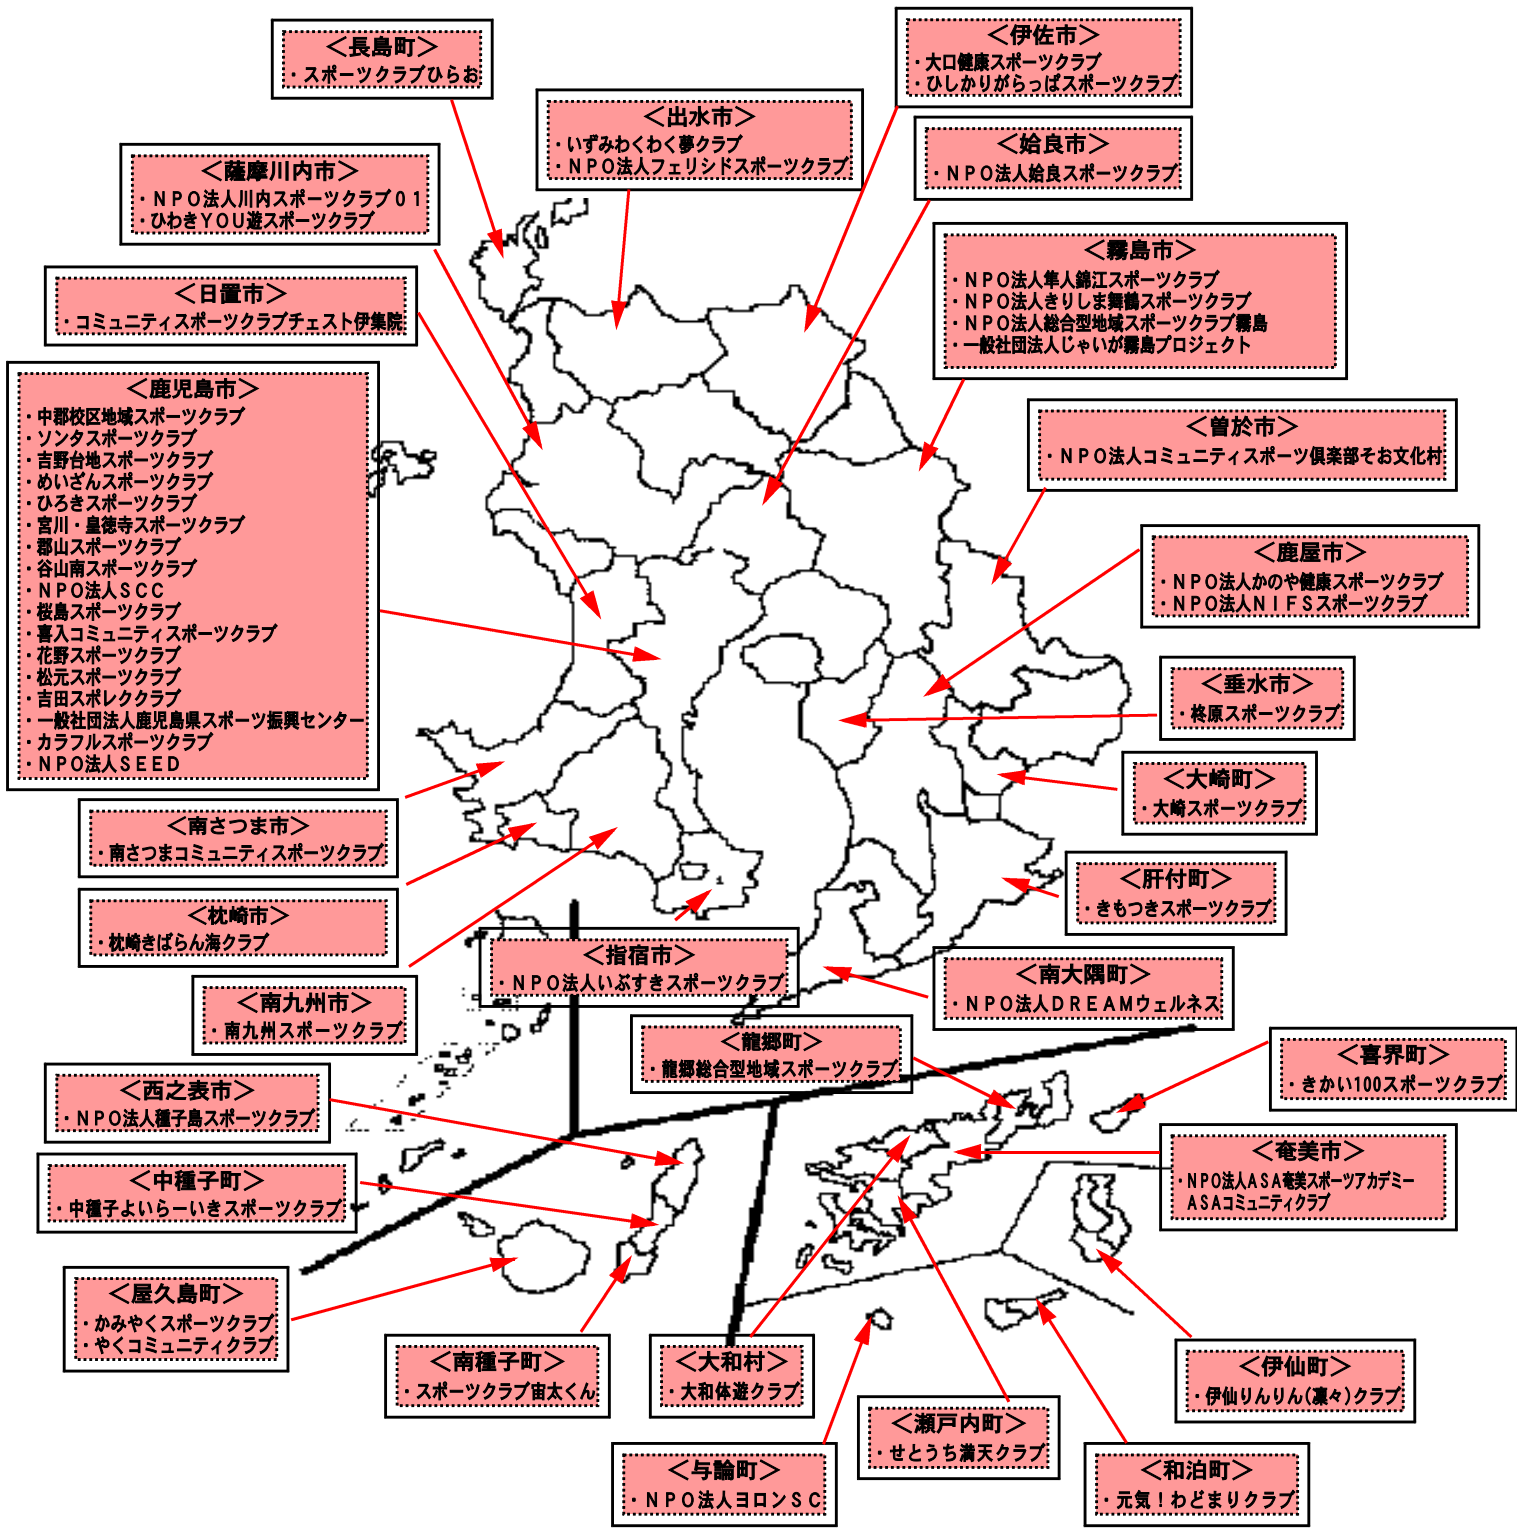 ＜長島町＞
・スポーツクラブひらお
＜伊佐市＞
・大口健康スポーツクラブ
・ひしかりがらっぱスポーツクラブ
＜出水市＞
・いずみわくわく夢クラブ
・ＮＰＯ法人フェリシドスポーツクラブ
＜姶良市＞
・ＮＰＯ法人姶良スポーツクラブ
＜薩摩川内市＞
・ＮＰＯ法人川内スポーツクラブ０１
・ひわきＹＯＵ遊スポーツクラブ
＜霧島市＞
・ＮＰＯ法人隼人錦江スポーツクラブ
・ＮＰＯ法人きりしま舞鶴スポーツクラブ
・ＮＰＯ法人総合型地域スポーツクラブ霧島
・一般社団法人じゃいが霧島プロジェクト
＜日置市＞
・コミュニティスポーツクラブチェスト伊集院
＜鹿児島市＞
・中郡校区地域スポーツクラブ
・ソンタスポーツクラブ
・吉野台地スポーツクラブ
・めいざんスポーツクラブ
・ひろきスポーツクラブ
・宮川・皇徳寺スポーツクラブ
・郡山スポーツクラブ
・谷山南スポーツクラブ
・ＮＰＯ法人ＳＣＣ
・桜島スポーツクラブ
・喜入コミュニティスポーツクラブ
・花野スポーツクラブ
・松元スポーツクラブ
・吉田スポレククラブ
・一般社団法人鹿児島県スポーツ振興センター
・カラフルスポーツクラブ
・ＮＰＯ法人ＳＥＥＤ
＜曽於市＞
・ＮＰＯ法人コミュニティスポーツ倶楽部そお文化村
＜鹿屋市＞
・ＮＰＯ法人かのや健康スポーツクラブ
・ＮＰＯ法人ＮＩＦＳスポーツクラブ
＜垂水市＞
・柊原スポーツクラブ
＜大崎町＞
・大崎スポーツクラブ
＜南さつま市＞
・南さつまコミュニティスポーツクラブ
＜肝付町＞
・きもつきスポーツクラブ
＜枕崎市＞
・枕崎きばらん海クラブ
＜指宿市＞
・ＮＰＯ法人いぶすきスポーツクラブ
＜南大隅町＞
・ＮＰＯ法人ＤＲＥＡＭウェルネス
＜南九州市＞
・南九州スポーツクラブ
＜龍郷町＞
・龍郷総合型地域スポーツクラブ
＜喜界町＞
・きかい100スポーツクラブ
＜西之表市＞
・ＮＰＯ法人種子島スポーツクラブ
＜奄美市＞
・ＮＰＯ法人ＡＳＡ奄美スポーツアカデミー
ＡＳＡコミュニティクラブ
＜中種子町＞
・中種子よいらーいきスポーツクラブ
＜屋久島町＞
・かみやくスポーツクラブ
・やくコミュニティクラブ
＜南種子町＞
・スポーツクラブ宙太くん
＜大和村＞
・大和体遊クラブ
＜伊仙町＞
・伊仙りんりん(凛々)クラブ
＜瀬戸内町＞
・せとうち満天クラブ
＜与論町＞
・ＮＰＯ法人ヨロンＳＣ
＜和泊町＞
・元気！わどまりクラブ